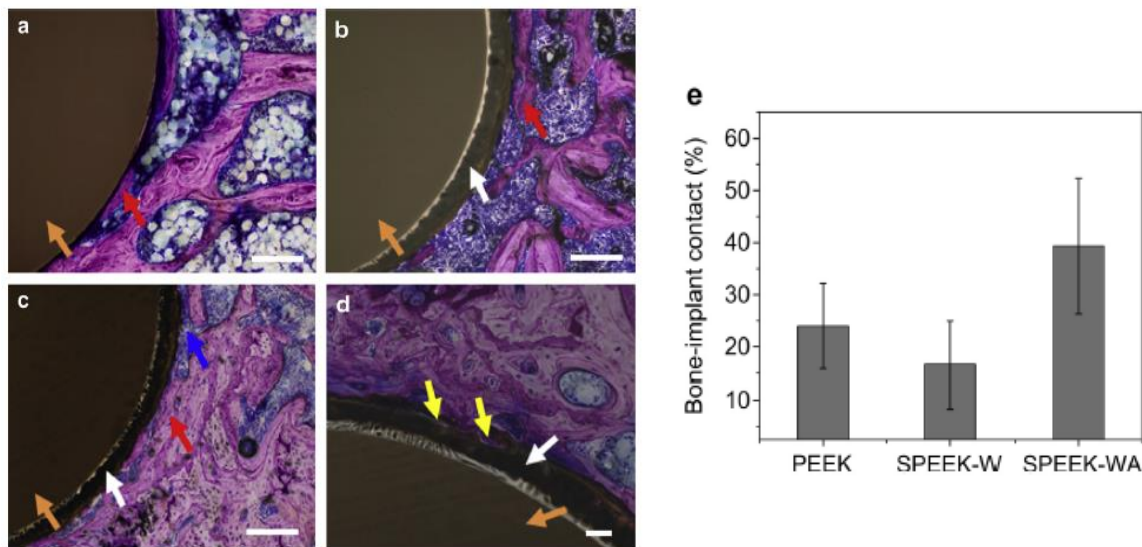 a
b
c
d
e
Bone-implant contact (%)
60
50
40
30
20
10
PEEK SPEEK-W SPEEK-WA